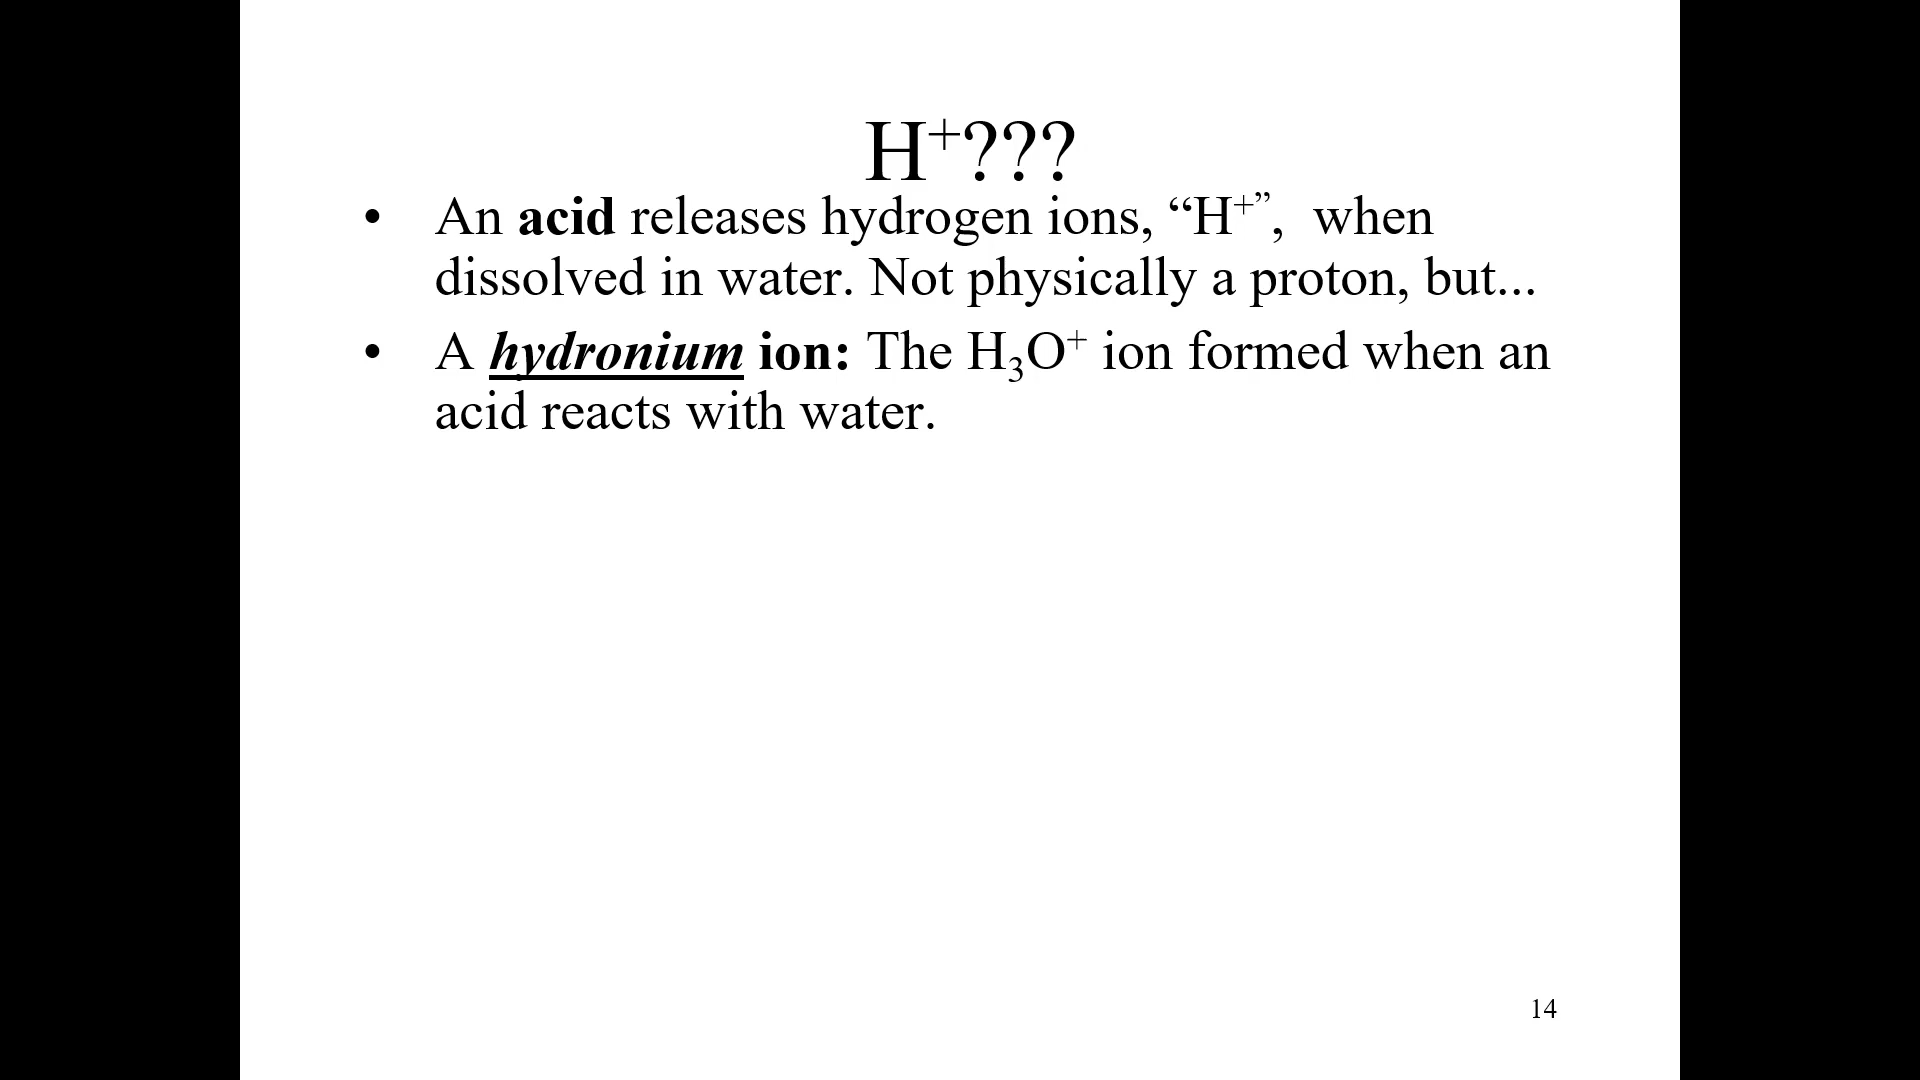 H⁺???
• An acid releases hydrogen ions, “H⁺”,  when
dissolved in water. Not physically a proton, but...
• A hydronium ion: The H₃O⁺ ion formed when an
acid reacts with water.
14